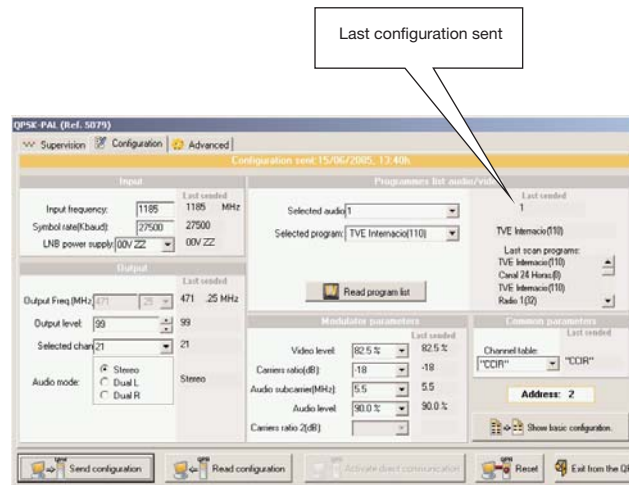 Last configuration sent
QPSK-PAL (Ref. 5079)
Supervision Configuration Advanced
Configuration sent: 15/06/2005, 13:40h.
Input
Last sended
Input frequency: 1185 1185 MHz
Symbol rate(Kbaud): 27500 27500
LNB power supply: 00V ZZ 00V ZZ
Output
Last sended
Output Freq.(MHz) 471 .25 471 .25 MHz
Output level: 99 99
Selected chan 21 21
Audio mode: Stereo Stereo
Dual L
Dual R
Programmes list audio/video
Last sended
Selected audio 1 1
Selected program: TVE Internacio(110) TVE Internacio(110)
Last scan programs:
TVE Internacio(110)
Canal 24 Horas(0)
TVE Internacio(110)
Radio 1(32)
Read program list
Modulator parameters
Last sended
Video level: 82.5 % 82.5 %
Carriers ratio(dB): -18 -18
Audio subcarrier(MHz): 5.5 5.5
Audio level: 90.0 % 90.0 %
Carriers ratio 2(dB)
Common parameters
Last sended
Channel table:
"CCIR" "CCIR"
Address: 2
Show basic configuration.
Send configuration Read configuration Activate direct communication Reset Exit from the QP